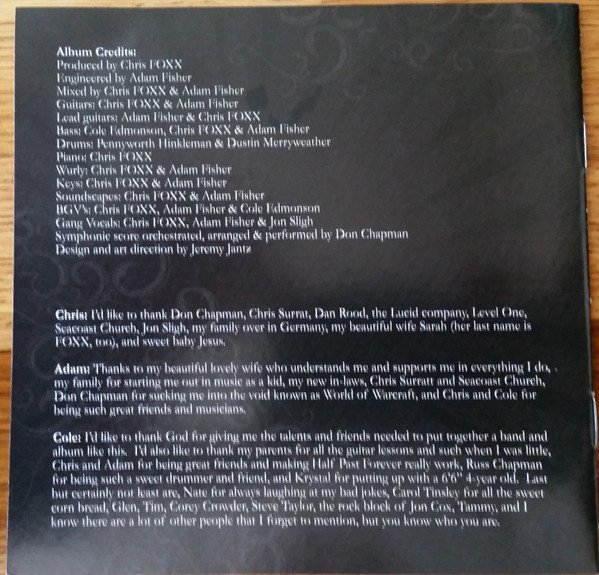 Album Credits:
Produced by Chris FOXX
Engineered by Adam Fisher
Mixed by Chris FOXX & Adam Fisher
Guitars: Chris FOXX & Adam Fisher
Lead guitars: Adam Fisher & Chris FOXX
Bass: Cole Edmonson, Chris FOXX & Adam Fisher
Drums: Pennyworth Hinkleman & Dustin Merryweather
Piano: Chris FOXX
Wurly: Chris FOXX & Adam Fisher
Keys: Chris FOXX & Adam Fisher
Soundscapes: Chris FOXX & Adam Fisher
BGV's: Chris FOXX, Adam Fisher & Cole Edmonson
Gang Vocals: Chris FOXX, Adam Fisher & Jon Sligh
Symphonic score orchestrated, arranged & performed by Don Chapman
Design and art direction by Jeremy Jantz
Chris: I'd like to thank Don Chapman, Chris Surrat, Dan Rood, the Lucid company, Level One,
Seacoast Church, Jon Sligh, my family over in Germany, my beautiful wife Sarah (her last name is
FOXX, too), and sweet baby Jesus.
Adam: Thanks to my beautiful lovely wife who understands me and supports me in everything I do,
my family for starting me out in music as a kid, my new in-laws, Chris Surratt and Seacoast Church,
Don Chapman for sucking me into the void known as World of Warcraft, and Chris and Cole for
being such great friends and musicians.
Cole: I'd like to thank God for giving me the talents and friends needed to put together a band and
album like this. I'd also like to thank my parents for all the guitar lessons and such when I was little,
Chris and Adam for being great friends and making Half Past Forever really work, Russ Chapman
for being such a sweet drummer and friend, and Krystal for putting up with a 6'6" 4-year old. Last
but certainly not least are, Nate for always laughing at my bad jokes, Carol Tinsley for all the sweet
corn bread, Glen, Tim, Corey Crowder, Steve Taylor, the rock block of Jon Cox, Tammy, and I
know there are a lot of other people that I forget to mention, but you know who you are.